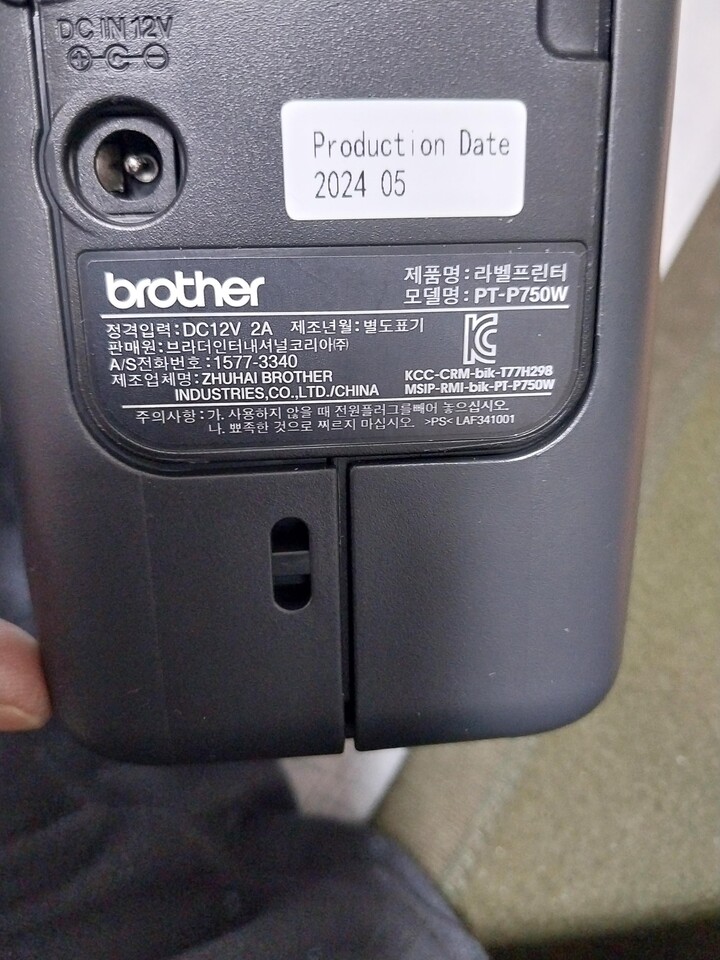 DC IN 12V
Production Date
2024 05
brother
제품명 : 라벨프린터
모델명 : PT-P750W
정격입력 : DC12V 2A 제조년월 : 별도표기
판매원 : 브라더인터내셔널코리아㈜
A/S전화번호 : 1577-3340
제조업체명 : ZHUHAI BROTHER
INDUSTRIES,CO.,LTD./CHINA
KCC-CRM-bik-T77H298
MSIP-RMI-bik-PT-P750W
주의사항 : 가. 사용하지 않을 때 전원플러그를빼어 놓으십시오.
나. 뾰족한 것으로 찌르지 마십시오. >PS< LAF341001